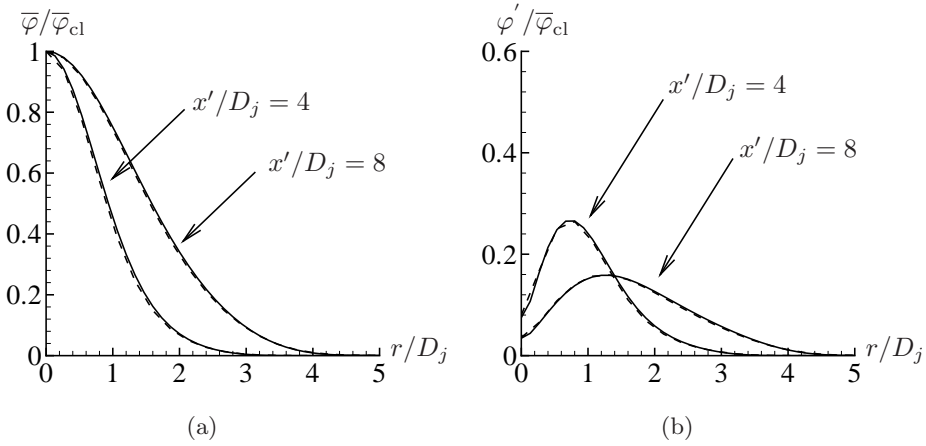 φ̅/φ̅cl
1
0.8
0.6
0.4
0.2
0
0 1 2 3 4 5
r/Dj
x′/Dj = 4
x′/Dj = 8
(a)
φ′/φ̅cl
0.6
0.4
0.2
0
0 1 2 3 4 5
r/Dj
x′/Dj = 4
x′/Dj = 8
(b)